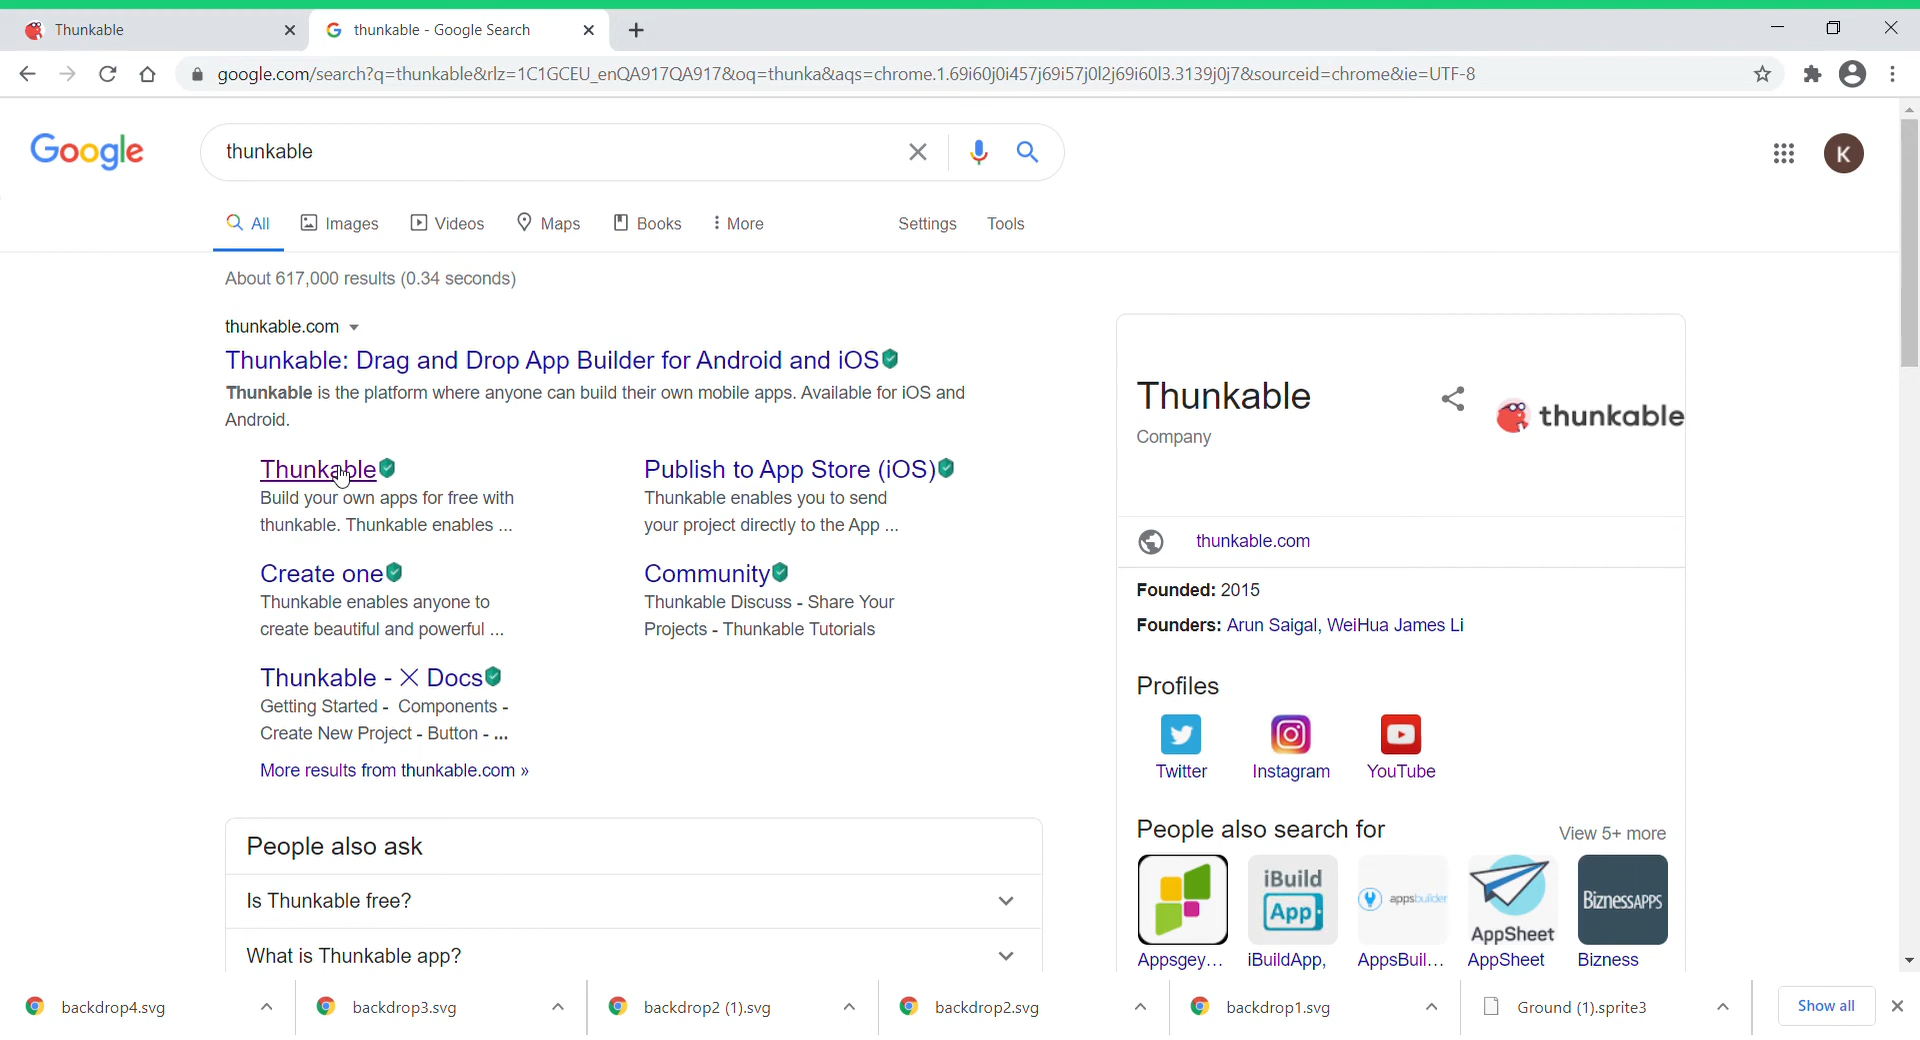 Thunkable
thunkable - Google Search
google.com/search?q=thunkable&rlz=1C1GCEU_enQA917QA917&oq=thunka&aqs=chrome.1.69i60j0i457j69i57j0l2j69i60l3.3139j0j7&sourceid=chrome&ie=UTF-8
Google
thunkable
K
All
Images
Videos
Maps
Books
More
Settings
Tools
About 617,000 results (0.34 seconds)
thunkable.com
Thunkable: Drag and Drop App Builder for Android and iOS
Thunkable is the platform where anyone can build their own mobile apps. Available for iOS and
Android.
Thunkable
Build your own apps for free with
thunkable. Thunkable enables ...
Publish to App Store (iOS)
Thunkable enables you to send
your project directly to the App ...
Create one
Thunkable enables anyone to
create beautiful and powerful ...
Community
Thunkable Discuss - Share Your
Projects - Thunkable Tutorials
Thunkable - ✕ Docs
Getting Started - Components -
Create New Project - Button - ...
More results from thunkable.com »
People also ask
Is Thunkable free?
What is Thunkable app?
Thunkable
Company
thunkable
thunkable.com
Founded: 2015
Founders: Arun Saigal, WeiHua James Li
Profiles
Twitter
Instagram
YouTube
People also search for
View 5+ more
iBuild
App
appsbuilder
AppSheet
BIZNESSAPPS
Appsgey...
iBuildApp,
AppsBuil...
AppSheet
Bizness
backdrop4.svg
backdrop3.svg
backdrop2 (1).svg
backdrop2.svg
backdrop1.svg
Ground (1).sprite3
Show all